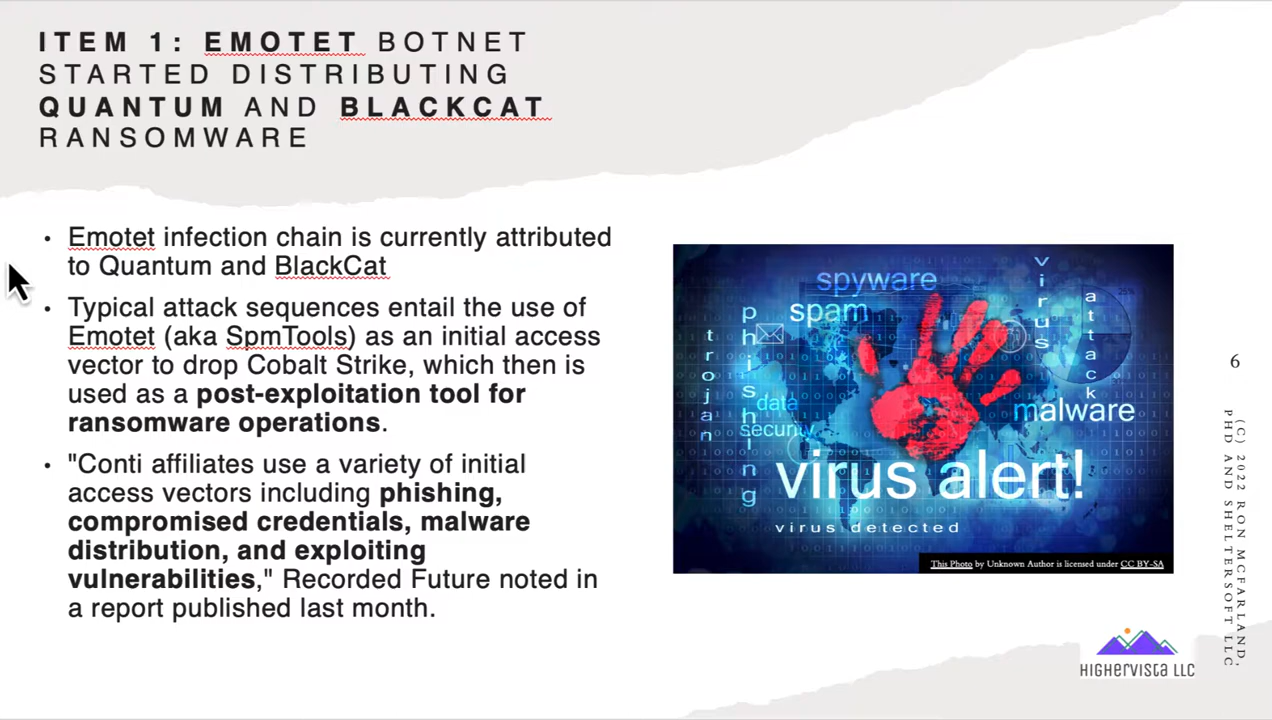 ITEM 1: EMOTET BOTNET
STARTED DISTRIBUTING
QUANTUM AND BLACKCAT
RANSOMWARE
• Emotet infection chain is currently attributed
to Quantum and BlackCat
• Typical attack sequences entail the use of
Emotet (aka SpmTools) as an initial access
vector to drop Cobalt Strike, which then is
used as a post-exploitation tool for
ransomware operations.
• "Conti affiliates use a variety of initial
access vectors including phishing,
compromised credentials, malware
distribution, and exploiting
vulnerabilities," Recorded Future noted in
a report published last month.
spyware
spam
phishing
trojan
virus
attack
data
security
malware
virus alert!
virus detected
This Photo by Unknown Author is licensed under CC BY-SA
6
(C) 2022 RON MCFARLAND,
PHD AND SHELTERSOFT LLC
HIGHERVISTA LLC